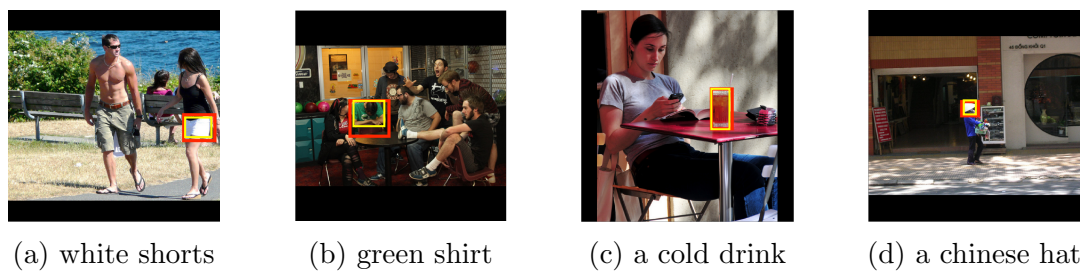 (a) white shorts
(b) green shirt
(c) a cold drink
(d) a chinese hat